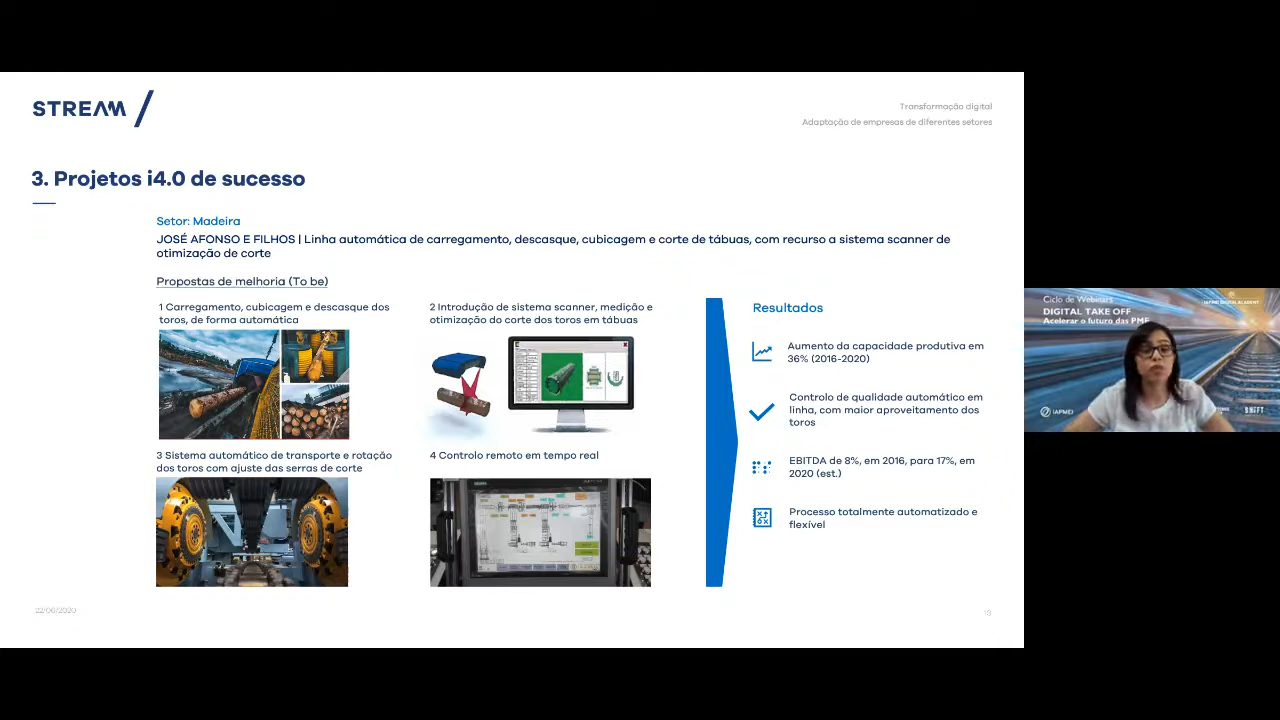 STREAM
Transformação digital
Adaptação de empresas de diferentes setores
3. Projetos i4.0 de sucesso
Setor: Madeira
JOSÉ AFONSO E FILHOS | Linha automática de carregamento, descasque, cubicagem e corte de tábuas, com recurso a sistema scanner de
otimização de corte
Propostas de melhoria (To be)
1 Carregamento, cubicagem e descasque dos
toros, de forma automática
2 Introdução de sistema scanner, medição e
otimização do corte dos toros em tábuas
3 Sistema automático de transporte e rotação
dos toros com ajuste das serras de corte
4 Controlo remoto em tempo real
Resultados
Aumento da capacidade produtiva em
36% (2016-2020)
Controlo de qualidade automático em
linha, com maior aproveitamento dos
toros
EBITDA de 8%, em 2016, para 17%, em
2020 (est.)
Processo totalmente automatizado e
flexível
22/06/2020
13
Ciclo de Webinars
DIGITAL TAKE OFF
Acelerar o futuro das PME
IAPMEI DIGITAL ACADEMY
IAPMEI
SHIFT